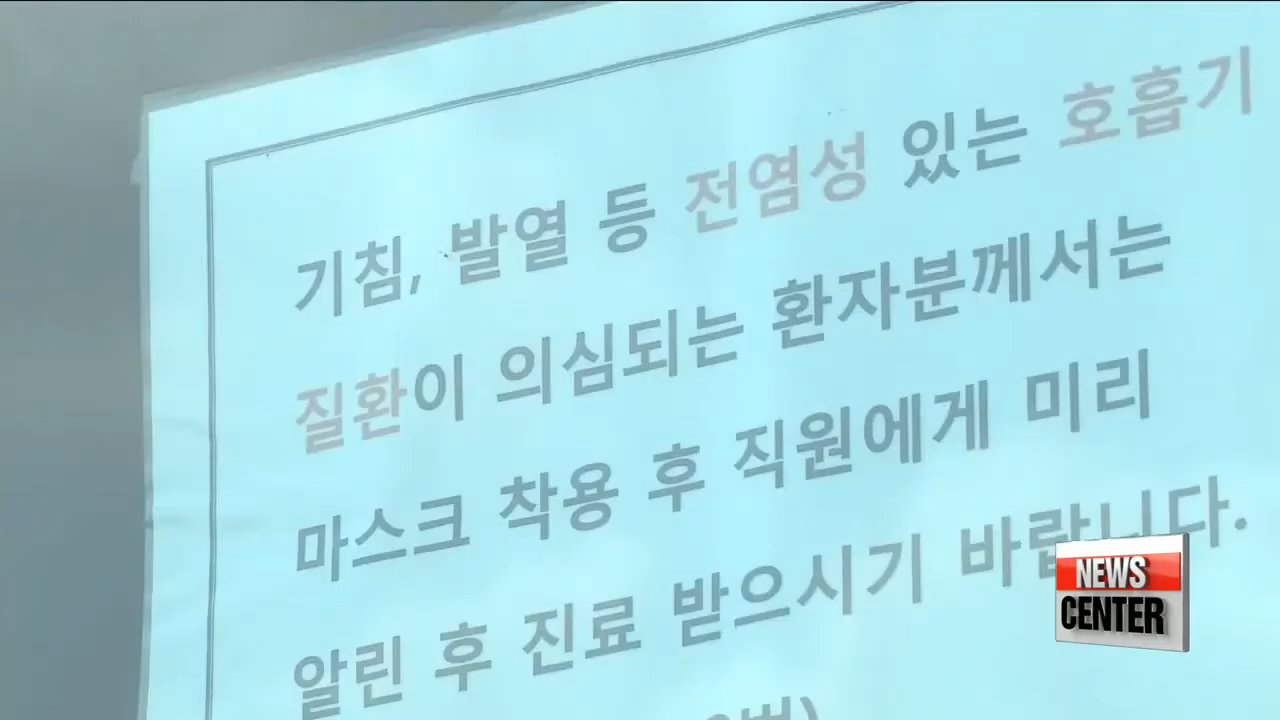 기침, 발열 등 전염성 있는 호흡기
질환이 의심되는 환자분께서는
마스크 착용 후 직원에게 미리
알린 후 진료 받으시기 바랍니다.
NEWS
CENTER